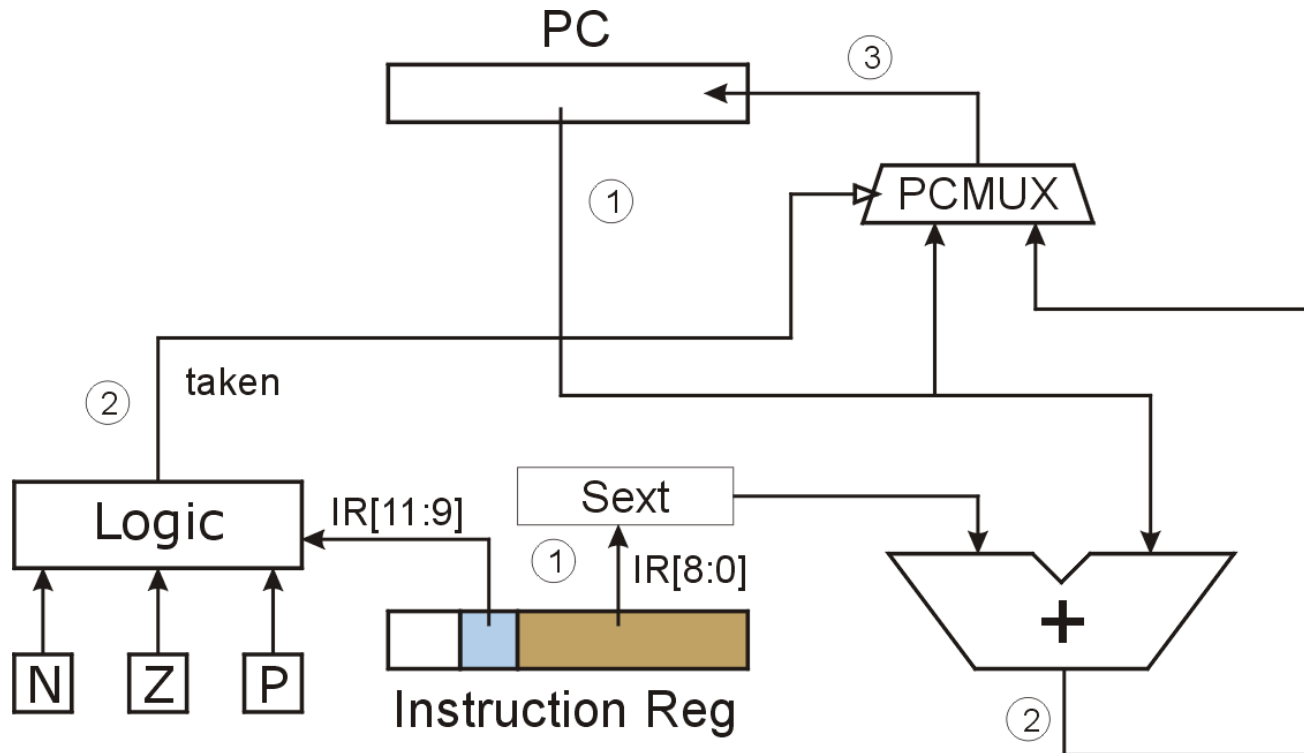 PC
3
1
PCMUX
taken
2
Logic
IR[11:9]
Sext
1
IR[8:0]
+
N
Z
P
Instruction Reg
2